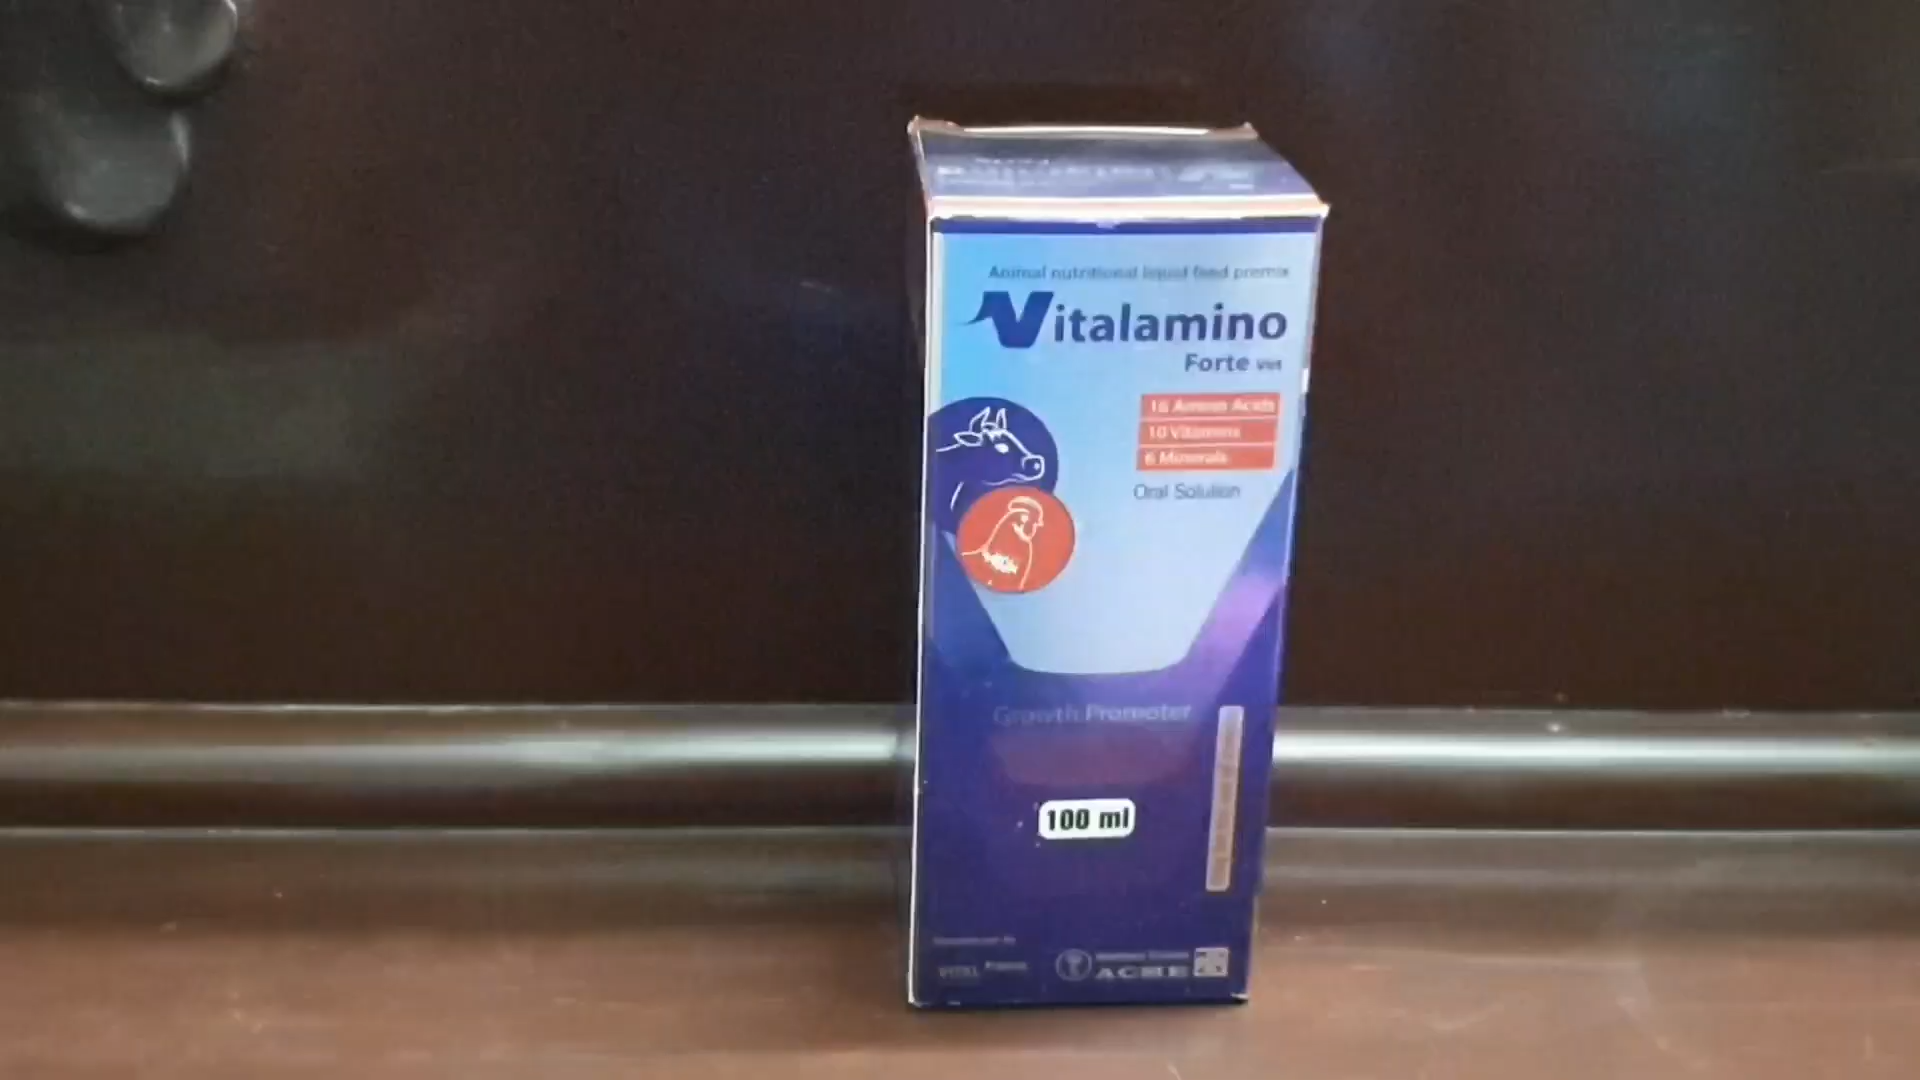 Animal nutritional liquid feed premix
Vitalamino
Forte Vet
16 Amino Acids
10 Vitamins
6 Minerals
Oral Solution
Growth Promoter
100 ml
ACME